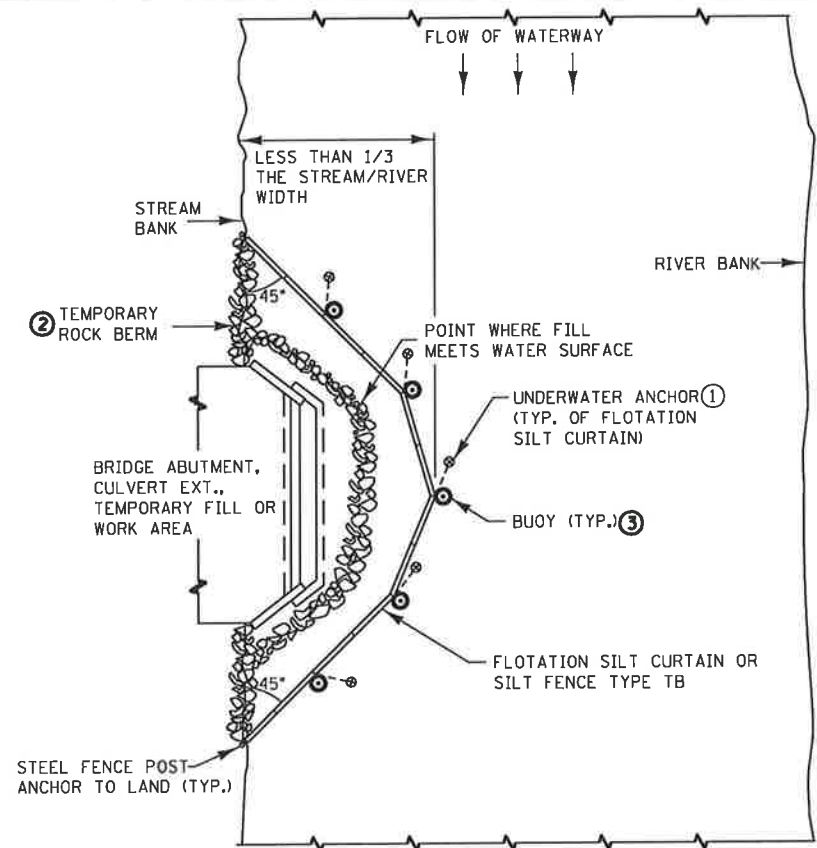 FLOW OF WATERWAY
LESS THAN 1/3
THE STREAM/RIVER
WIDTH
STREAM
BANK
RIVER BANK
45°
② TEMPORARY
ROCK BERM
POINT WHERE FILL
MEETS WATER SURFACE
UNDERWATER ANCHOR ①
(TYP. OF FLOTATION
SILT CURTAIN)
BRIDGE ABUTMENT,
CULVERT EXT.,
TEMPORARY FILL OR
WORK AREA
BUOY (TYP.) ③
FLOTATION SILT CURTAIN OR
SILT FENCE TYPE TB
45°
STEEL FENCE POST
ANCHOR TO LAND (TYP.)